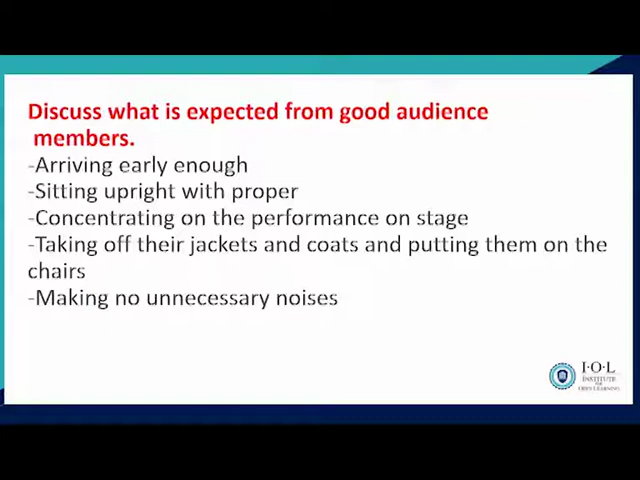 Discuss what is expected from good audience
members.
-Arriving early enough
-Sitting upright with proper
-Concentrating on the performance on stage
-Taking off their jackets and coats and putting them on the
chairs
-Making no unnecessary noises
I·O·L
INSTITUTE
FOR
OPEN LEARNING